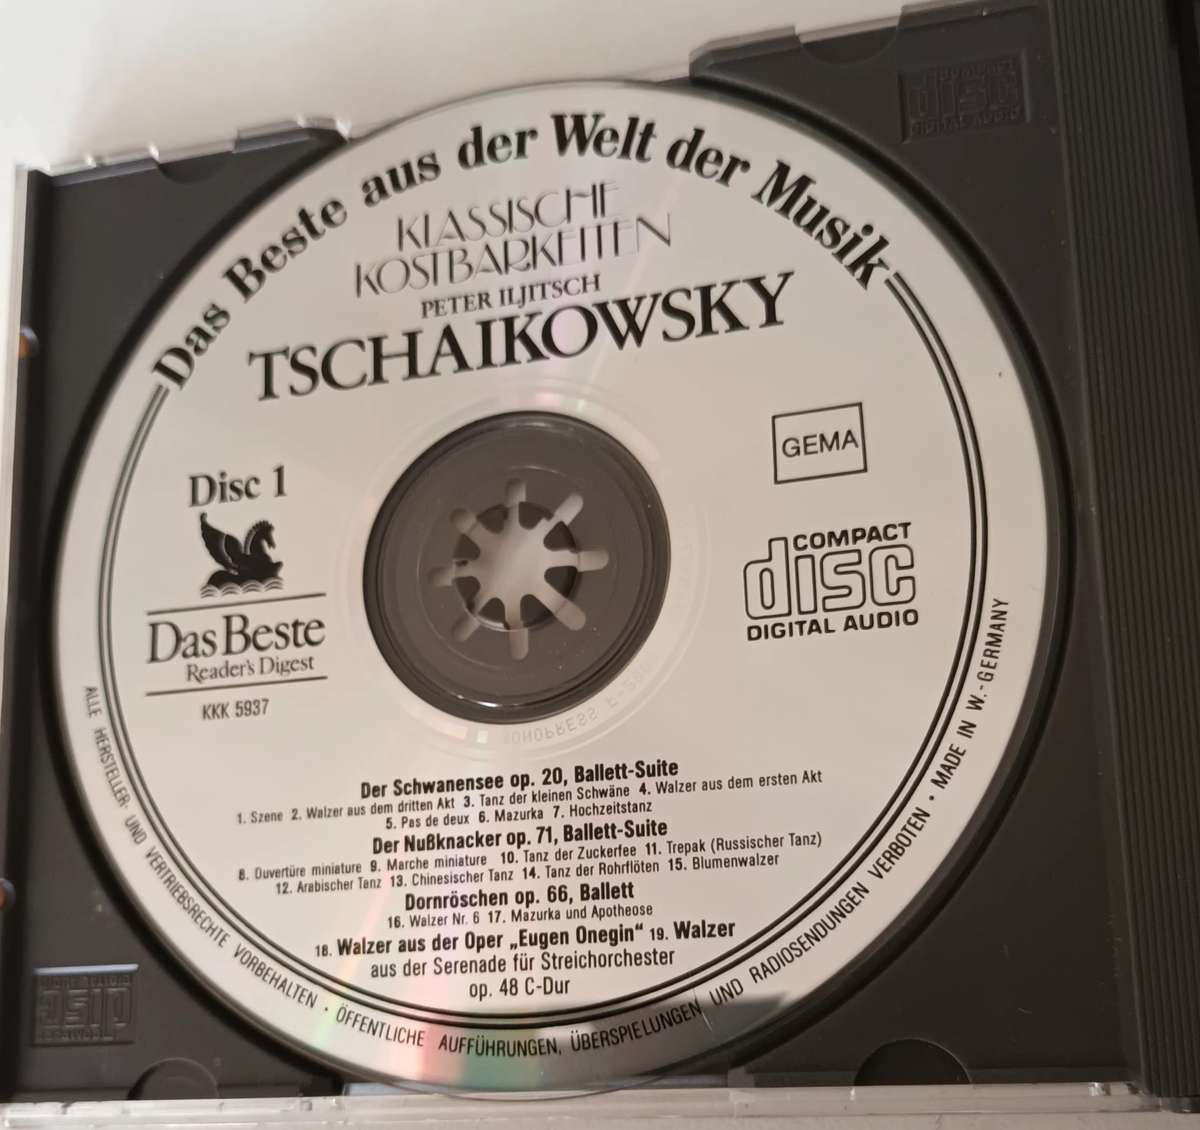 Das Beste aus der Welt der Musik
KLASSISCHE
KOSTBARKEITEN
PETER ILJITSCH
TSCHAIKOWSKY
GEMA
Disc 1
COMPACT
disc
DIGITAL AUDIO
Das Beste
Reader's Digest
KKK 5937
Der Schwanensee op. 20, Ballett-Suite
1. Szene 2. Walzer aus dem dritten Akt 3. Tanz der kleinen Schwäne 4. Walzer aus dem ersten Akt
5. Pas de deux 6. Mazurka 7. Hochzeitstanz
Der Nußknacker op. 71, Ballett-Suite
8. Ouvertüre miniature 9. Marche miniature 10. Tanz der Zuckerfee 11. Trepak (Russischer Tanz)
12. Arabischer Tanz 13. Chinesischer Tanz 14. Tanz der Rohrflöten 15. Blumenwalzer
Dornröschen op. 66, Ballett
16. Walzer Nr. 6 17. Mazurka und Apotheose
18. Walzer aus der Oper „Eugen Onegin“ 19. Walzer
aus der Serenade für Streichorchester
op. 48 C-Dur
ALLE HERSTELLER- UND VERTRIEBSRECHTE VORBEHALTEN · ÖFFENTLICHE AUFFÜHRUNGEN, ÜBERSPIELUNGEN UND RADIOSENDUNGEN VERBOTEN · MADE IN W.-GERMANY
COMPACT
disc
DIGITAL AUDIO